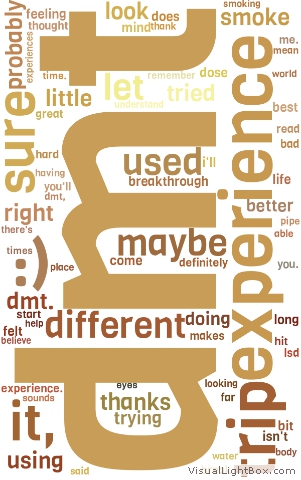 smoking
probably
feeling
look
does
smoke
thought
mind
thank
experiences
me.
mean
time.
remember
dose
world
little
let
tried
understand
great
best
sure
experience
read
bad
hard
used
i'll
having
breakthrough
life
you'll
dmt,
right
better
there's
pipe
able
maybe
times
come
definitely
you.
:)
place
dmt.
start
help
different
doing
long
felt
believe
makes
hit
lsd
dmt
experience.
eyes
looking
sounds
thanks
far
trip
it,
trying
bit
isn't
using
said
water
body
VisualLightBox.com